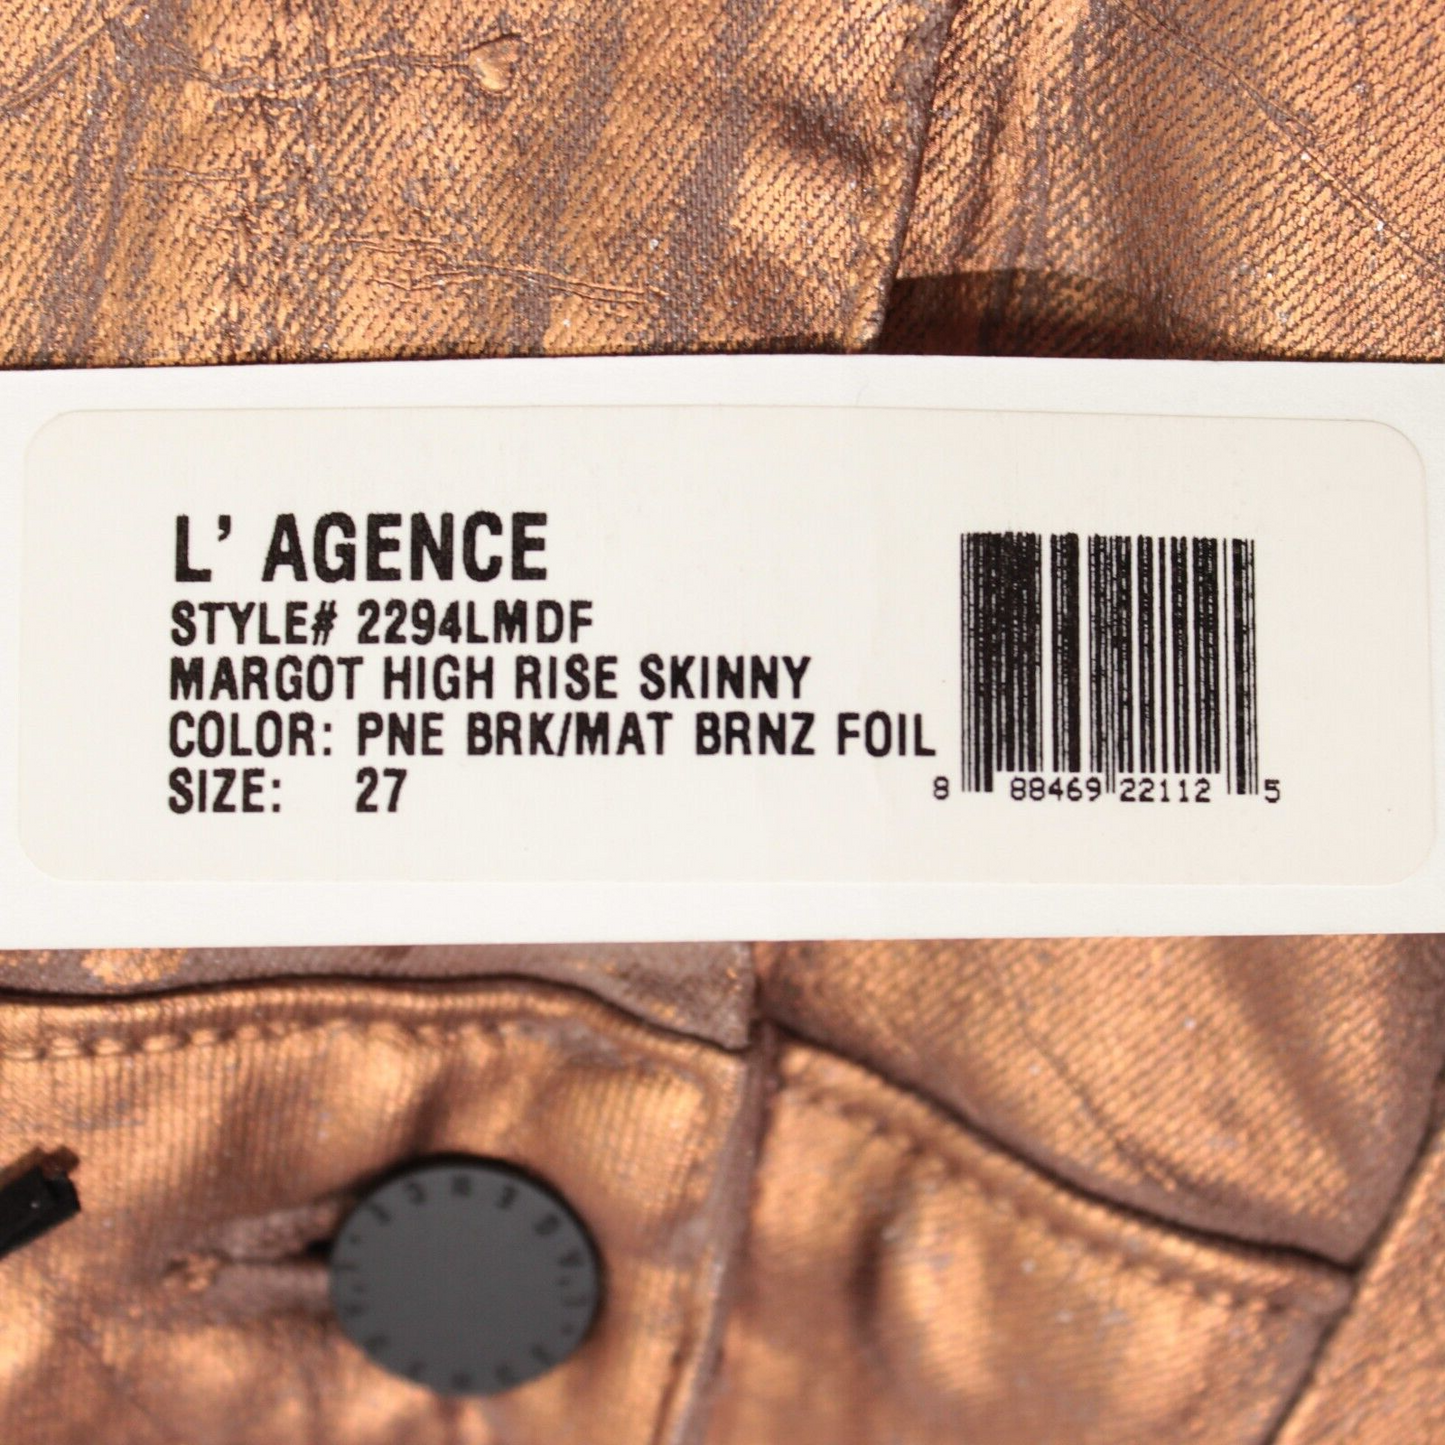 L' AGENCE
STYLE# 2294LMDF
MARGOT HIGH RISE SKINNY
COLOR: PNE BRK/MAT BRNZ FOIL
SIZE: 27
8 88469 22112 5